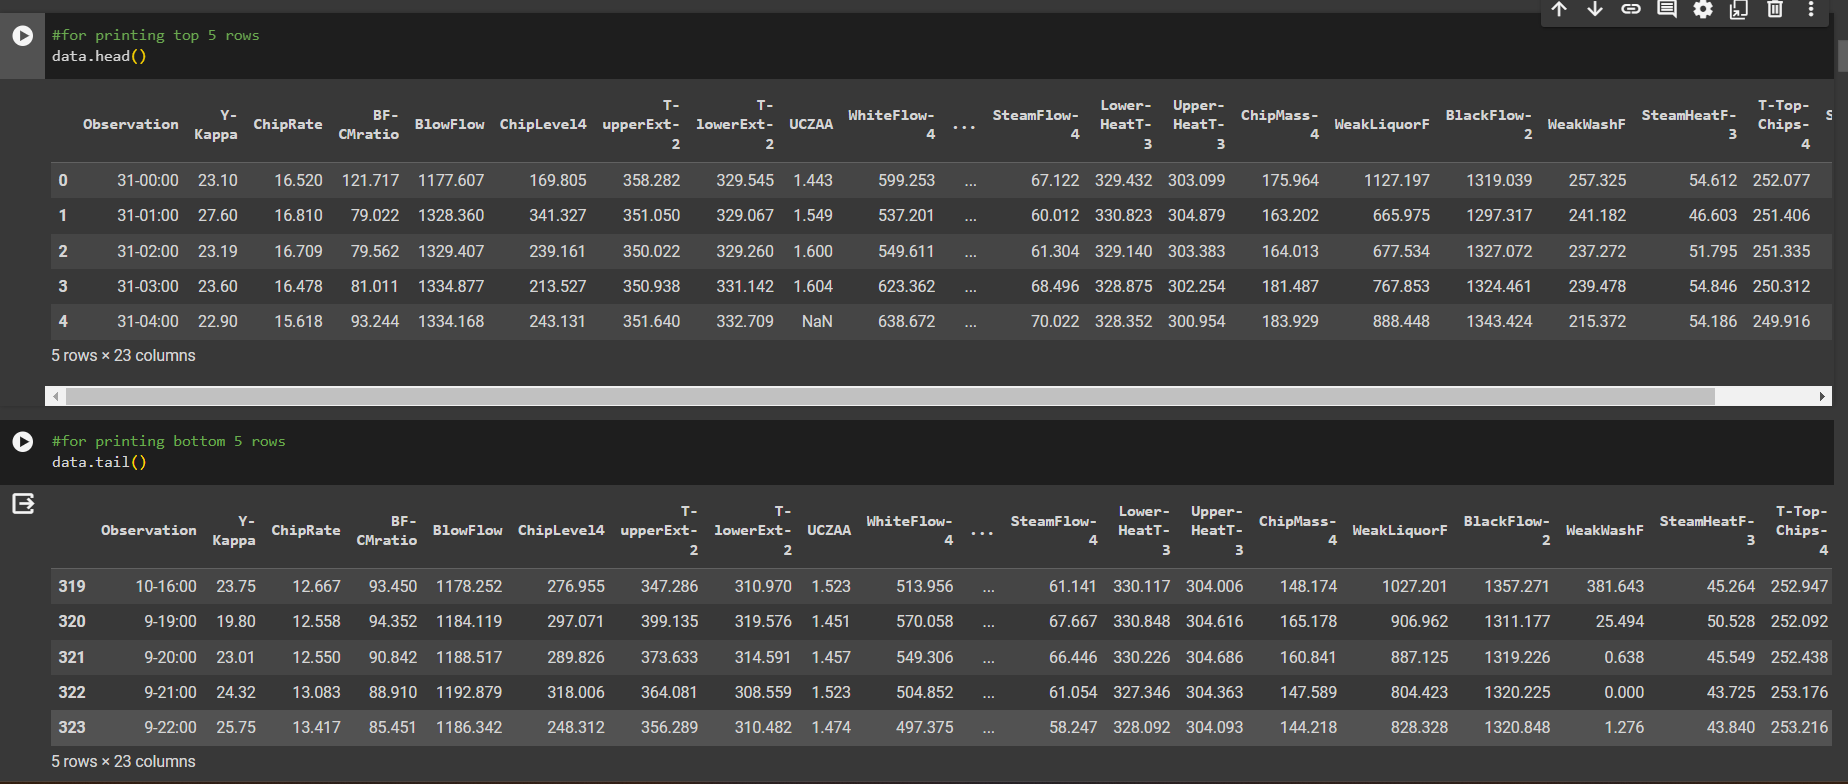 #for printing top 5 rows
data.head()
Observation Y-Kappa ChipRate BF-CMratio BlowFlow ChipLevel4 T-upperExt-2 T-lowerExt-2 UCZAA WhiteFlow-4 ... SteamFlow-4 Lower-HeatT-3 Upper-HeatT-3 ChipMass-4 WeakLiquorF BlackFlow-2 WeakWashF SteamHeatF-3 T-Top-Chips-4 S
0 31-00:00 23.10 16.520 121.717 1177.607 169.805 358.282 329.545 1.443 599.253 ... 67.122 329.432 303.099 175.964 1127.197 1319.039 257.325 54.612 252.077
1 31-01:00 27.60 16.810 79.022 1328.360 341.327 351.050 329.067 1.549 537.201 ... 60.012 330.823 304.879 163.202 665.975 1297.317 241.182 46.603 251.406
2 31-02:00 23.19 16.709 79.562 1329.407 239.161 350.022 329.260 1.600 549.611 ... 61.304 329.140 303.383 164.013 677.534 1327.072 237.272 51.795 251.335
3 31-03:00 23.60 16.478 81.011 1334.877 213.527 350.938 331.142 1.604 623.362 ... 68.496 328.875 302.254 181.487 767.853 1324.461 239.478 54.846 250.312
4 31-04:00 22.90 15.618 93.244 1334.168 243.131 351.640 332.709 NaN 638.672 ... 70.022 328.352 300.954 183.929 888.448 1343.424 215.372 54.186 249.916
5 rows × 23 columns
#for printing bottom 5 rows
data.tail()
Observation Y-Kappa ChipRate BF-CMratio BlowFlow ChipLevel4 T-upperExt-2 T-lowerExt-2 UCZAA WhiteFlow-4 ... SteamFlow-4 Lower-HeatT-3 Upper-HeatT-3 ChipMass-4 WeakLiquorF BlackFlow-2 WeakWashF SteamHeatF-3 T-Top-Chips-4
319 10-16:00 23.75 12.667 93.450 1178.252 276.955 347.286 310.970 1.523 513.956 ... 61.141 330.117 304.006 148.174 1027.201 1357.271 381.643 45.264 252.947
320 9-19:00 19.80 12.558 94.352 1184.119 297.071 399.135 319.576 1.451 570.058 ... 67.667 330.848 304.616 165.178 906.962 1311.177 25.494 50.528 252.092
321 9-20:00 23.01 12.550 90.842 1188.517 289.826 373.633 314.591 1.457 549.306 ... 66.446 330.226 304.686 160.841 887.125 1319.226 0.638 45.549 252.438
322 9-21:00 24.32 13.083 88.910 1192.879 318.006 364.081 308.559 1.523 504.852 ... 61.054 327.346 304.363 147.589 804.423 1320.225 0.000 43.725 253.176
323 9-22:00 25.75 13.417 85.451 1186.342 248.312 356.289 310.482 1.474 497.375 ... 58.247 328.092 304.093 144.218 828.328 1320.848 1.276 43.840 253.216
5 rows × 23 columns